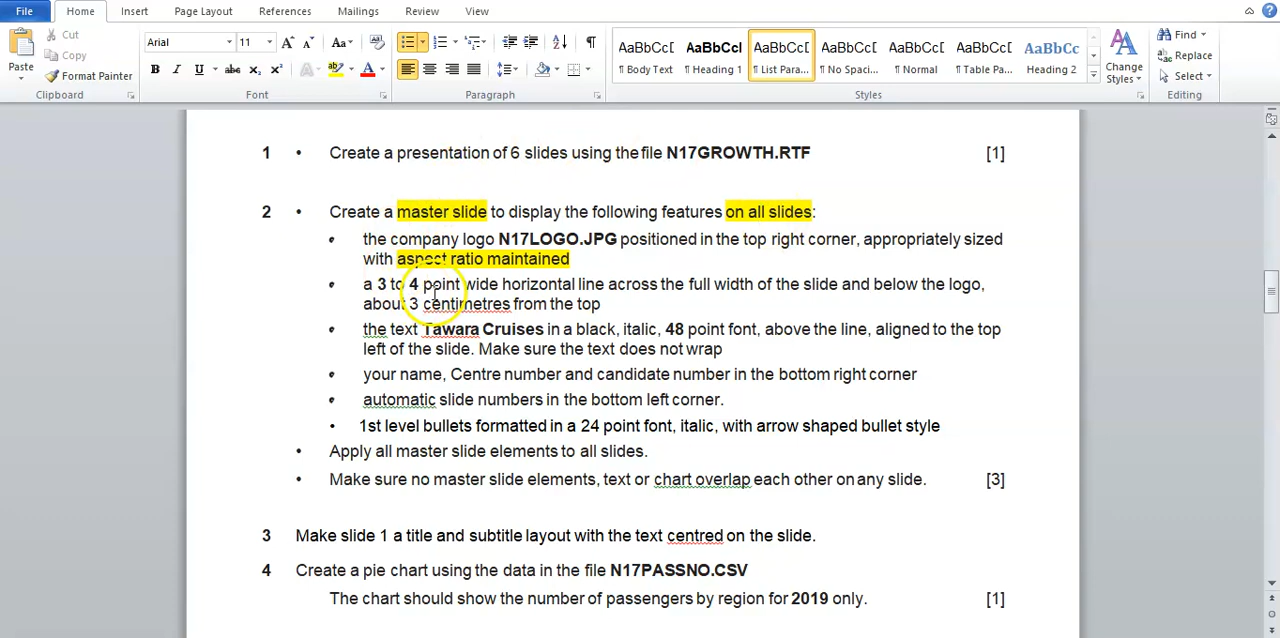 File Home Insert Page Layout References Mailings Review View
Paste Cut Copy Format Painter
Arial 11 Aa
B I U abc X₂ X² A A
AaBbCc[ AaBbCcI AaBbCc[ AaBbCc[ AaBbCc[ AaBbCc[ AaBbCc
¶ Body Text ¶ Heading 1 ¶ List Para... ¶ No Spaci... ¶ Normal ¶ Table Pa... Heading 2
Change Styles
Find
Replace
Select
Clipboard Font Paragraph Styles Editing
1 • Create a presentation of 6 slides using the file N17GROWTH.RTF [1]
2 • Create a master slide to display the following features on all slides:
• the company logo N17LOGO.JPG positioned in the top right corner, appropriately sized
with aspect ratio maintained
• a 3 to 4 point wide horizontal line across the full width of the slide and below the logo,
about 3 centimetres from the top
• the text Tawara Cruises in a black, italic, 48 point font, above the line, aligned to the top
left of the slide. Make sure the text does not wrap
• your name, Centre number and candidate number in the bottom right corner
• automatic slide numbers in the bottom left corner.
• 1st level bullets formatted in a 24 point font, italic, with arrow shaped bullet style
• Apply all master slide elements to all slides.
• Make sure no master slide elements, text or chart overlap each other on any slide. [3]
3 Make slide 1 a title and subtitle layout with the text centred on the slide.
4 Create a pie chart using the data in the file N17PASSNO.CSV
The chart should show the number of passengers by region for 2019 only. [1]